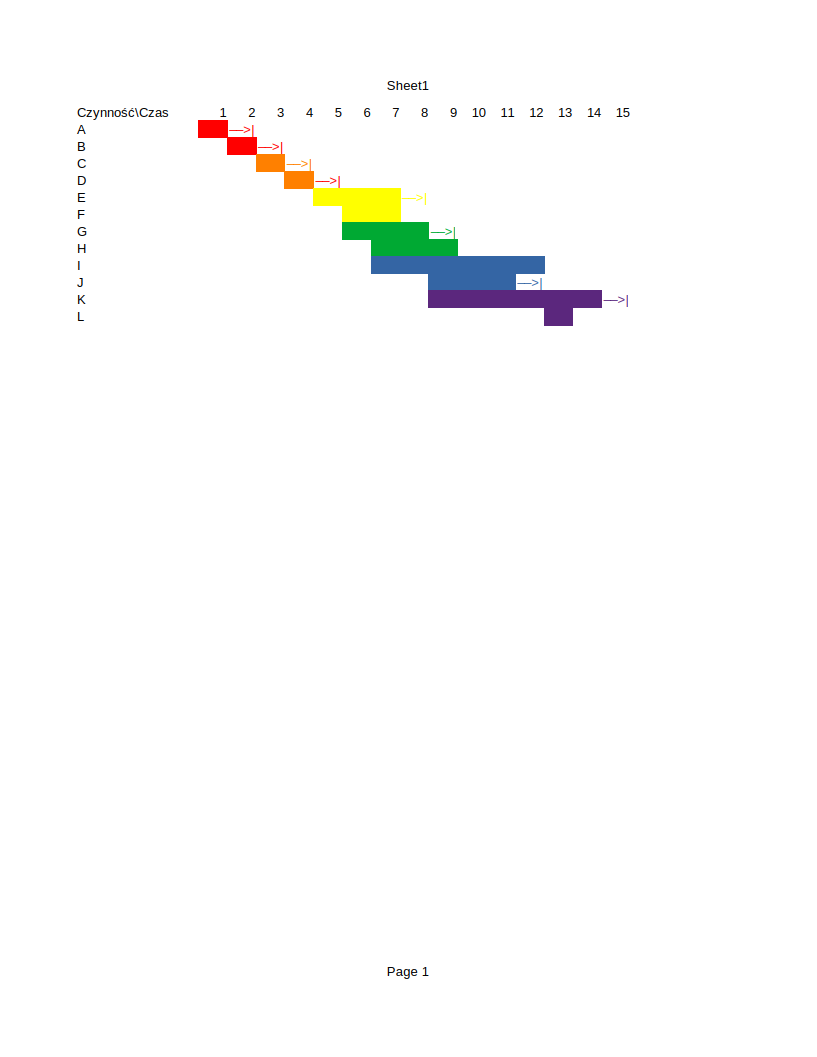 Sheet1
Czynność\Czas 1 2 3 4 5 6 7 8 9 10 11 12 13 14 15
A —>|
B —>|
C —>|
D —>|
E —>|
F
G —>|
H
I
J —>|
K —>|
L
Page 1